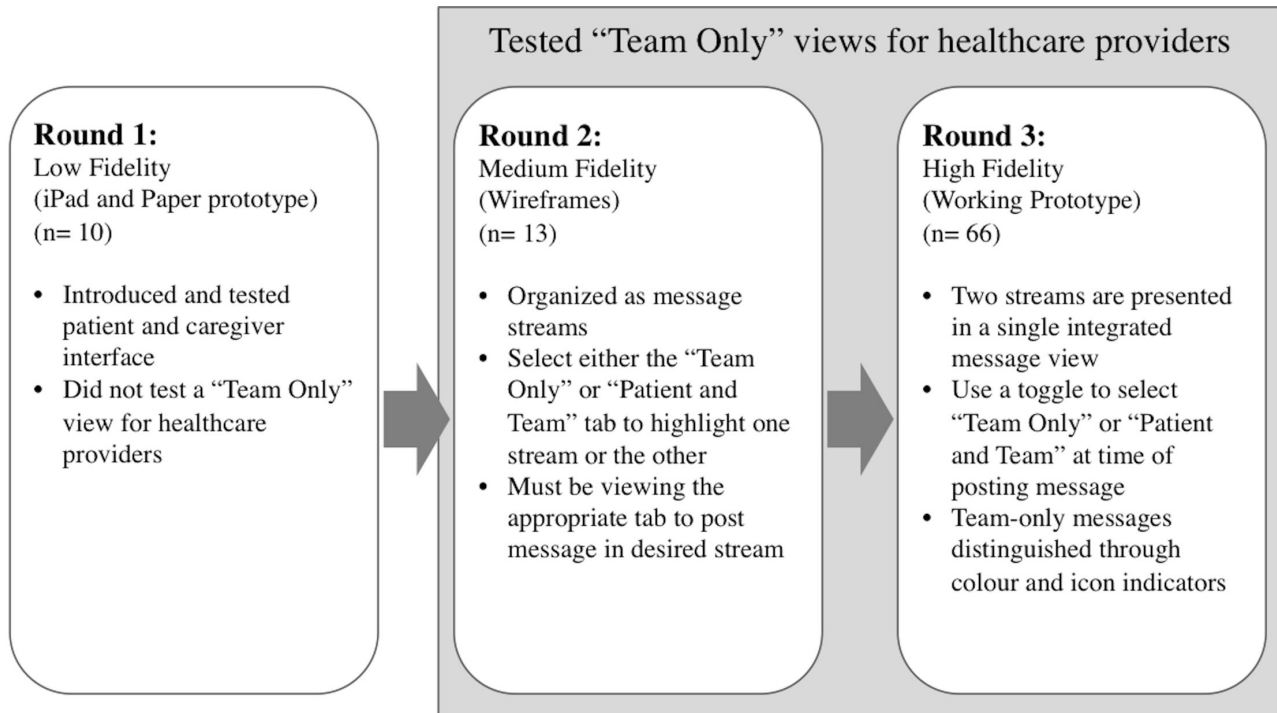 Tested “Team Only” views for healthcare providers
Round 1:
Low Fidelity
(iPad and Paper prototype)
(n= 10)
• Introduced and tested
patient and caregiver
interface
• Did not test a “Team Only”
view for healthcare
providers
Round 2:
Medium Fidelity
(Wireframes)
(n= 13)
• Organized as message
streams
• Select either the “Team
Only” or “Patient and
Team” tab to highlight one
stream or the other
• Must be viewing the
appropriate tab to post
message in desired stream
Round 3:
High Fidelity
(Working Prototype)
(n= 66)
• Two streams are presented
in a single integrated
message view
• Use a toggle to select
“Team Only” or “Patient
and Team” at time of
posting message
• Team-only messages
distinguished through
colour and icon indicators